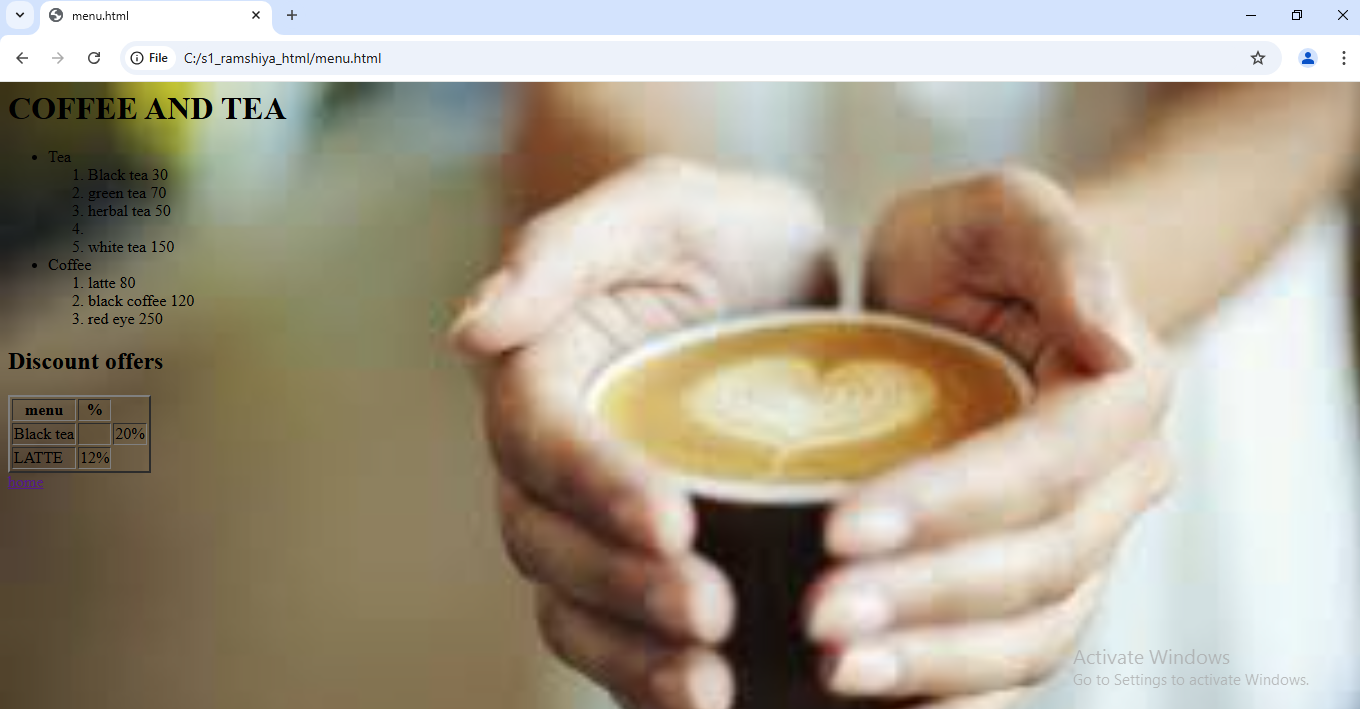 menu.html
File C:/s1_ramshiya_html/menu.html
COFFEE AND TEA
• Tea
1. Black tea 30
2. green tea 70
3. herbal tea 50
4.
5. white tea 150
• Coffee
1. latte 80
2. black coffee 120
3. red eye 250
Discount offers
menu %
Black tea 20%
LATTE 12%
home
Activate Windows
Go to Settings to activate Windows.